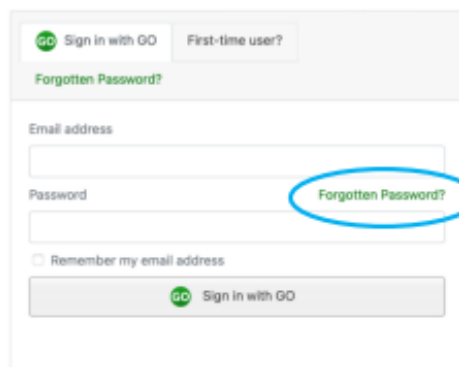 GO Sign in with GO First-time user?
Forgotten Password?
Email address
Password Forgotten Password?
Remember my email address
GO Sign in with GO